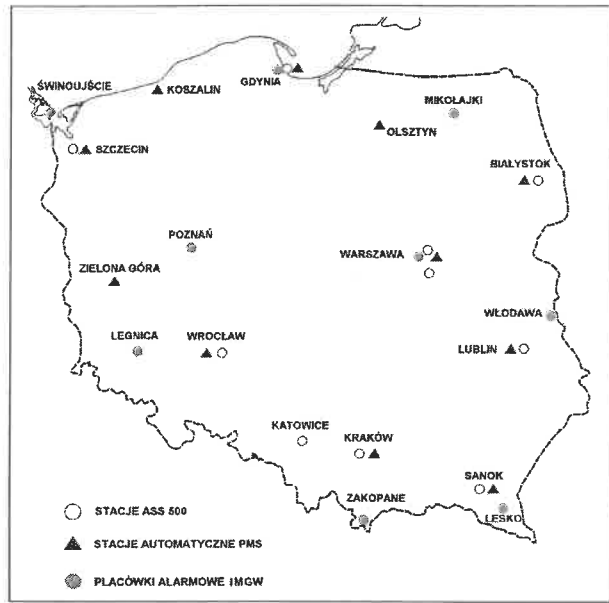 ŚWINOUJŚCIE
KOSZALIN
GDYNIA
MIKOŁAJKI
OLSZTYN
SZCZECIN
BIAŁYSTOK
POZNAŃ
WARSZAWA
ZIELONA GÓRA
WŁODAWA
LEGNICA
WROCŁAW
LUBLIN
KATOWICE
KRAKÓW
SANOK
ZAKOPANE
LESKO
STACJE ASS 500
STACJE AUTOMATYCZNE PMS
PLACÓWKI ALARMOWE IMGW